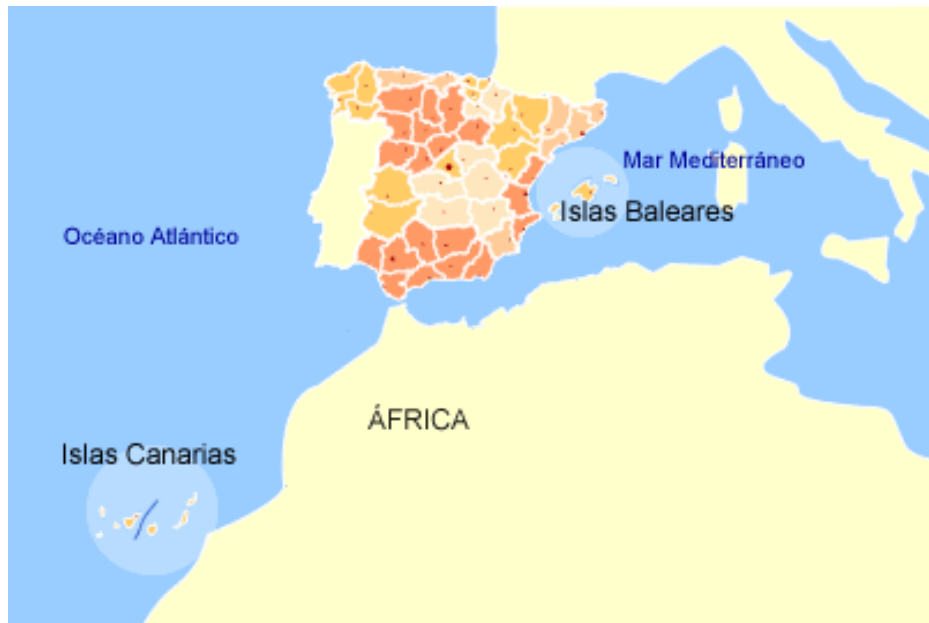 Mar Mediterráneo
Islas Baleares
Océano Atlántico
ÁFRICA
Islas Canarias